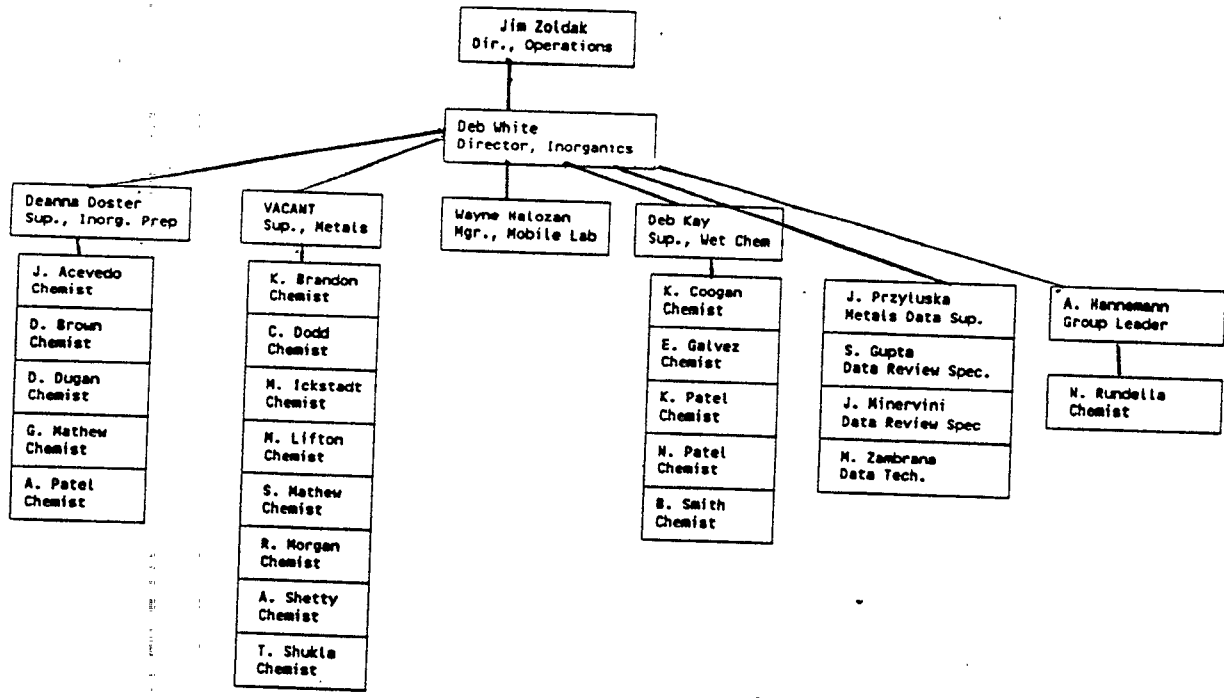 Jim Zoldak
Dir., Operations
Deb White
Director, Inorganics
Deanna Doster
Sup., Inorg. Prep
J. Acevedo
Chemist
D. Brown
Chemist
D. Dugan
Chemist
G. Mathew
Chemist
A. Patel
Chemist
VACANT
Sup., Metals
K. Brandon
Chemist
C. Dodd
Chemist
M. Ickstadt
Chemist
M. Lifton
Chemist
S. Mathew
Chemist
R. Morgan
Chemist
A. Shetty
Chemist
T. Shukla
Chemist
Wayne Halozan
Mgr., Mobile Lab
Deb Kay
Sup., Wet Chem
K. Coogan
Chemist
E. Galvez
Chemist
K. Patel
Chemist
N. Patel
Chemist
B. Smith
Chemist
J. Przyluska
Metals Data Sup.
S. Gupta
Data Review Spec.
J. Minervini
Data Review Spec
M. Zambrana
Data Tech.
A. Hannemann
Group Leader
N. Rundella
Chemist